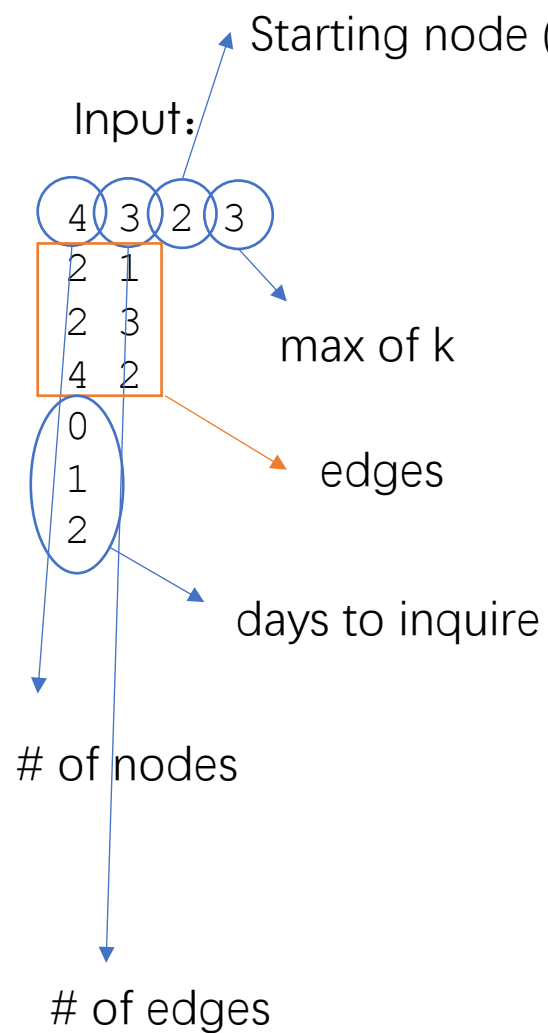 Starting node (
Input:
4 3 2 3
2 1
2 3
4 2
0
1
2
max of k
edges
days to inquire
# of nodes
# of edges